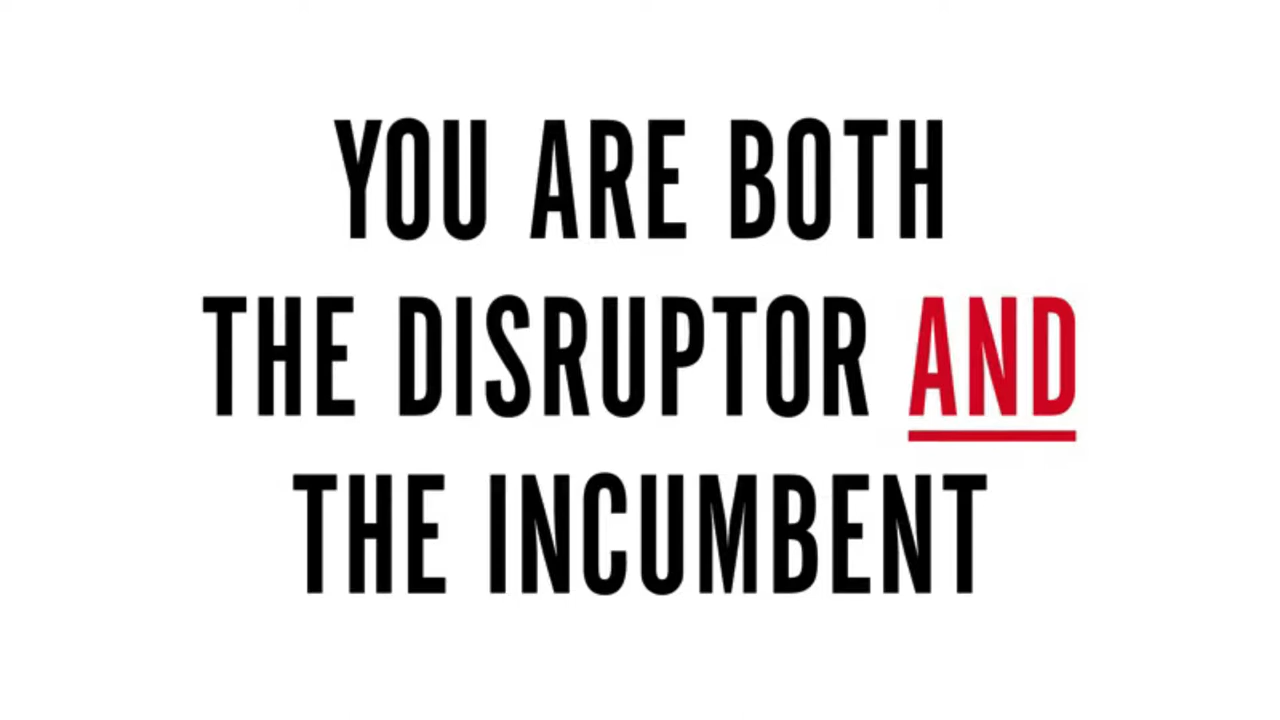 YOU ARE BOTH
THE DISRUPTOR AND
THE INCUMBENT